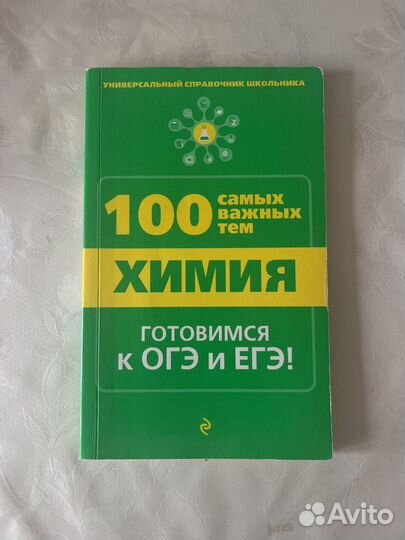 УНИВЕРСАЛЬНЫЙ СПРАВОЧНИК ШКОЛЬНИКА
100 самых
важных
тем
ХИМИЯ
ГОТОВИМСЯ
к ОГЭ и ЕГЭ!
Avito